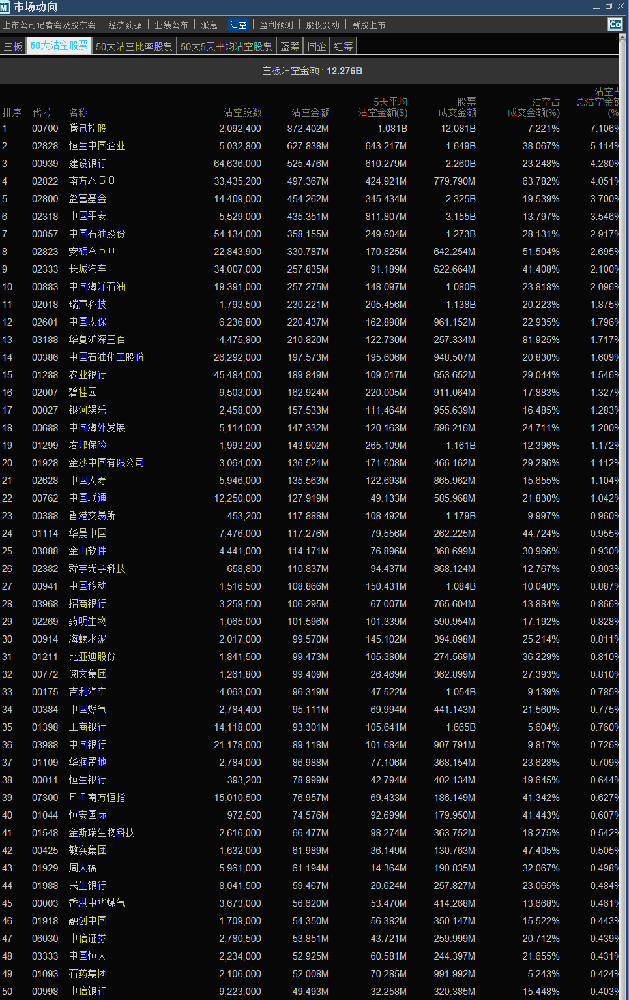 M 市场动向
上市公司记者会及股东会 经济数据 业绩公布 派息 沽空 盈利预测 股权变动 新股上市 Co
主板 50大沽空股票 50大沽空比率股票 50大5天平均沽空股票 蓝筹 国企 红筹
主板沽空金额 : 12.276B
沽空占
5天平均 股票 沽空占 总沽空金额
排序 代号 名称 沽空股数 沽空金额 沽空金额($) 成交金额 成交金额(%) (%)
1 00700 腾讯控股 2,092,400 872.402M 1.081B 12.081B 7.221% 7.106%
2 02828 恒生中国企业 5,032,800 627.838M 643.217M 1.649B 38.067% 5.114%
3 00939 建设银行 64,636,000 525.476M 610.279M 2.260B 23.248% 4.280%
4 02822 南方A50 33,435,200 497.367M 424.921M 779.790M 63.782% 4.051%
5 02800 盈富基金 14,409,000 454.262M 345.434M 2.325B 19.539% 3.700%
6 02318 中国平安 5,529,000 435.351M 811.807M 3.155B 13.797% 3.546%
7 00857 中国石油股份 54,134,000 358.155M 249.604M 1.273B 28.131% 2.917%
8 02823 安硕A50 22,843,900 330.787M 170.825M 642.254M 51.504% 2.695%
9 02333 长城汽车 34,007,000 257.835M 91.189M 622.664M 41.408% 2.100%
10 00883 中国海洋石油 19,391,000 257.275M 148.097M 1.080B 23.818% 2.096%
11 02018 瑞声科技 1,793,500 230.221M 205.456M 1.138B 20.223% 1.875%
12 02601 中国太保 6,236,800 220.437M 162.898M 961.152M 22.935% 1.796%
13 03188 华夏沪深三百 4,475,800 210.820M 122.730M 257.334M 81.925% 1.717%
14 00386 中国石油化工股份 26,292,000 197.573M 195.606M 948.507M 20.830% 1.609%
15 01288 农业银行 45,484,000 189.849M 109.017M 653.652M 29.044% 1.546%
16 02007 碧桂园 9,503,000 162.924M 220.005M 911.064M 17.883% 1.327%
17 00027 银河娱乐 2,458,000 157.533M 111.464M 955.639M 16.485% 1.283%
18 00688 中国海外发展 5,114,000 147.332M 120.163M 596.216M 24.711% 1.200%
19 01299 友邦保险 1,993,200 143.902M 265.109M 1.161B 12.396% 1.172%
20 01928 金沙中国有限公司 3,064,000 136.521M 171.608M 466.162M 29.286% 1.112%
21 02628 中国人寿 5,946,000 135.563M 122.693M 865.962M 15.655% 1.104%
22 00762 中国联通 12,250,000 127.919M 49.133M 585.968M 21.830% 1.042%
23 00388 香港交易所 453,200 117.888M 108.492M 1.179B 9.997% 0.960%
24 01114 华晨中国 7,476,000 117.276M 79.556M 262.225M 44.724% 0.955%
25 03888 金山软件 4,441,000 114.171M 76.896M 368.699M 30.966% 0.930%
26 02382 舜宇光学科技 658,800 110.837M 94.437M 868.124M 12.767% 0.903%
27 00941 中国移动 1,516,500 108.866M 150.431M 1.084B 10.040% 0.887%
28 03968 招商银行 3,259,500 106.295M 67.007M 765.604M 13.884% 0.866%
29 02269 药明生物 1,065,000 101.596M 101.339M 590.954M 17.192% 0.828%
30 00914 海螺水泥 2,017,000 99.570M 145.102M 394.898M 25.214% 0.811%
31 01211 比亚迪股份 1,841,500 99.473M 105.380M 274.569M 36.229% 0.810%
32 00772 阅文集团 1,261,800 99.409M 26.469M 362.899M 27.393% 0.810%
33 00175 吉利汽车 4,063,000 96.319M 47.522M 1.054B 9.139% 0.785%
34 00384 中国燃气 2,784,400 95.111M 69.994M 441.143M 21.560% 0.775%
35 01398 工商银行 14,118,000 93.301M 105.641M 1.665B 5.604% 0.760%
36 03988 中国银行 21,178,000 89.118M 101.684M 907.791M 9.817% 0.726%
37 01109 华润置地 2,784,000 86.988M 77.106M 368.154M 23.628% 0.709%
38 00011 恒生银行 393,200 78.999M 42.794M 402.134M 19.645% 0.644%
39 07300 FI南方恒指 15,010,500 76.957M 69.433M 186.149M 41.342% 0.627%
40 01044 恒安国际 972,500 74.576M 92.699M 179.950M 41.443% 0.607%
41 01548 金斯瑞生物科技 2,616,000 66.477M 98.274M 363.752M 18.275% 0.542%
42 00425 敏实集团 1,632,000 61.989M 36.149M 130.763M 47.405% 0.505%
43 01929 周大福 5,961,000 61.194M 14.364M 190.835M 32.067% 0.498%
44 01988 民生银行 8,041,500 59.467M 20.624M 257.827M 23.065% 0.484%
45 00003 香港中华煤气 3,673,000 56.620M 53.470M 414.268M 13.668% 0.461%
46 01918 融创中国 1,709,000 54.350M 56.382M 350.147M 15.522% 0.443%
47 06030 中信证券 2,780,500 53.851M 43.721M 259.999M 20.712% 0.439%
48 03333 中国恒大 2,234,000 52.925M 60.581M 244.397M 21.655% 0.431%
49 01093 石药集团 2,106,000 52.008M 70.285M 991.992M 5.243% 0.424%
50 00998 中信银行 9,223,000 49.493M 32.258M 320.385M 15.448% 0.403%